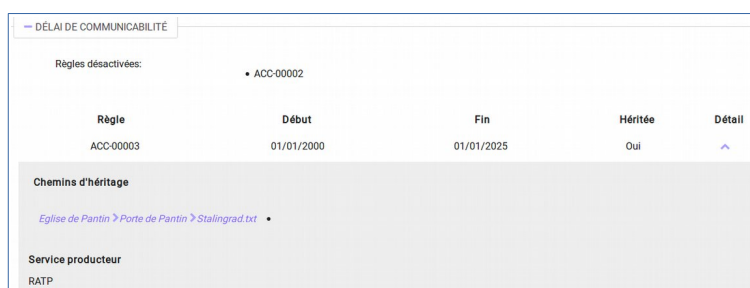 – DÉLAI DE COMMUNICABILITÉ
Règles désactivées:
• ACC-00002
Règle Début Fin Héritée Détail
ACC-00003 01/01/2000 01/01/2025 Oui
Chemins d'héritage
Eglise de Pantin > Porte de Pantin > Stalingrad.txt •
Service producteur
RATP